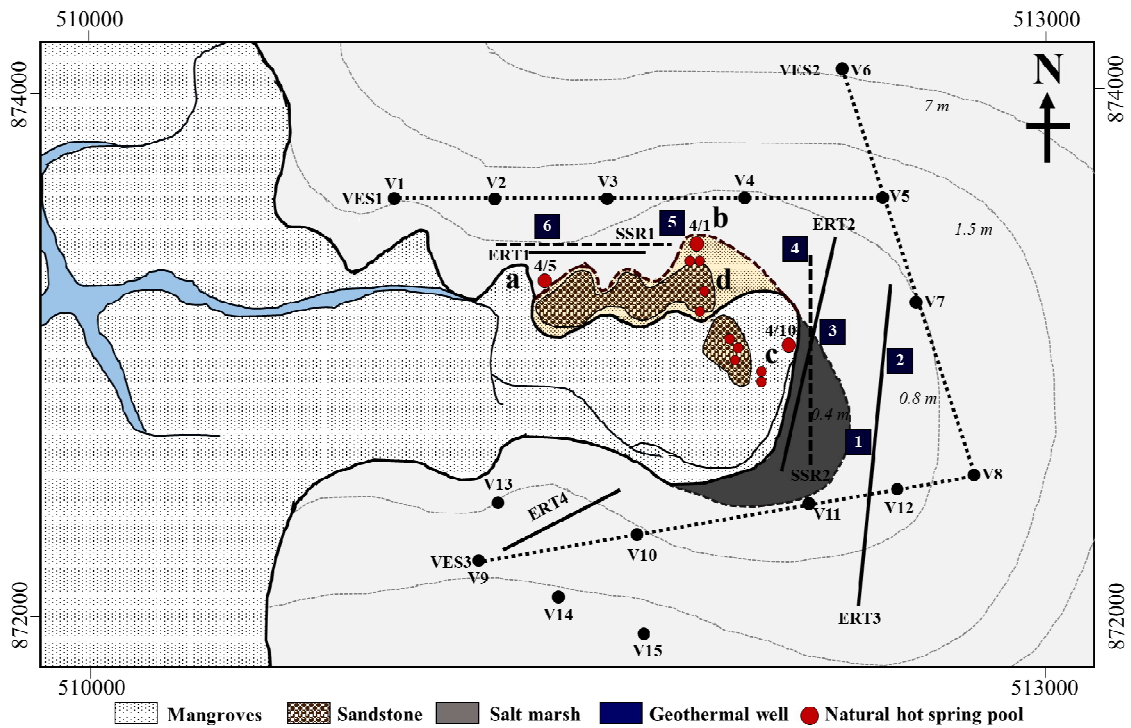 510000 513000
874000 874000
VES2 V6
N
7 m
V1 V2 V3 V4
VES1 V5
6 5 4/1 b
SSR1 ERT2
ERT1 4
a 4/5 d
1.5 m
V7
4/10 3
c 2
0.8 m
0.4 m
1
SSR2 V8
V13
ERT4 V12
V11
V10
VES3
V9
V14
872000 ERT3 872000
V15
510000 513000
Mangroves Sandstone Salt marsh Geothermal well Natural hot spring pool